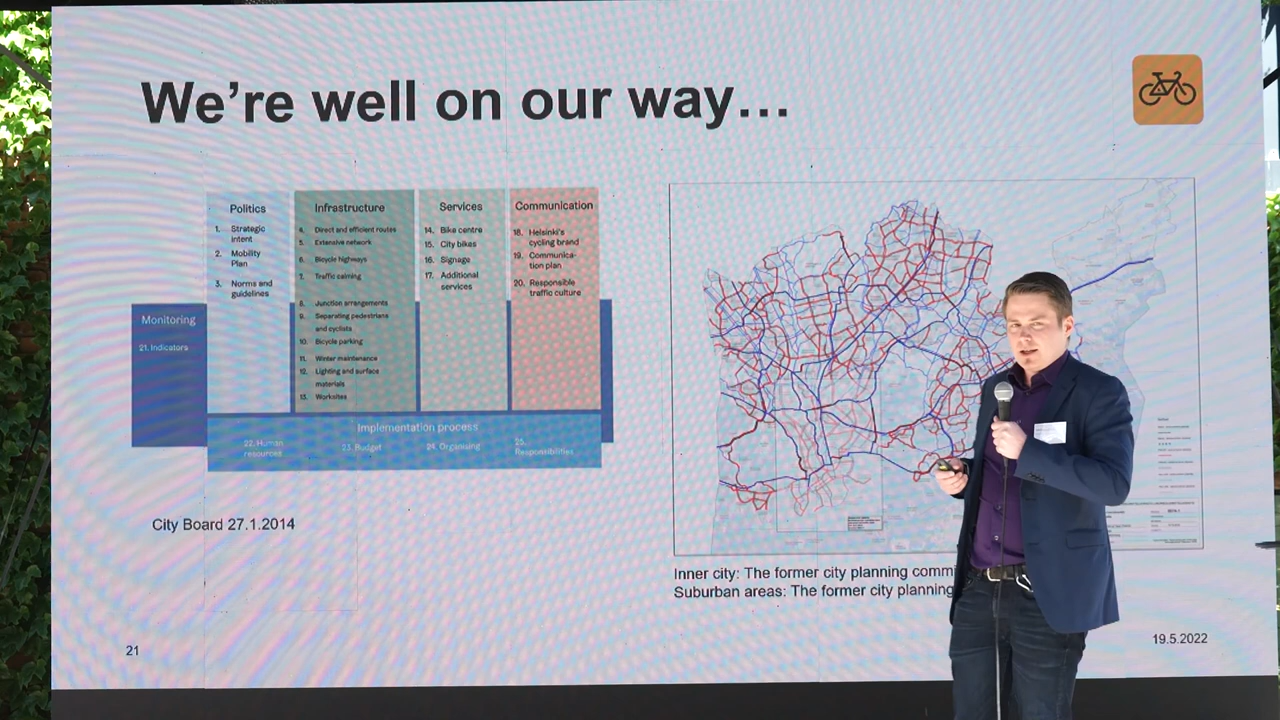 We're well on our way...
Politics
1. Strategic
intent
2. Mobility
Plan
3. Norms and
guidelines
Infrastructure
4. Direct and efficient routes
5. Extensive network
6. Bicycle highways
7. Traffic calming
8. Junction arrangements
9. Separating pedestrians
and cyclists
10. Bicycle parking
11. Winter maintenance
12. Lighting and surface
materials
13. Worksites
Services
14. Bike centre
15. City bikes
16. Signage
17. Additional
services
Communication
18. Helsinki's
cycling brand
19. Communica-
tion plan
20. Responsible
traffic culture
Monitoring
21. Indicators
Implementation process
22. Human
resources
23. Budget
24. Organising
25.
Responsibilities
City Board 27.1.2014
Inner city: The former city planning
Suburban areas: The former city planning
21
19.5.2022